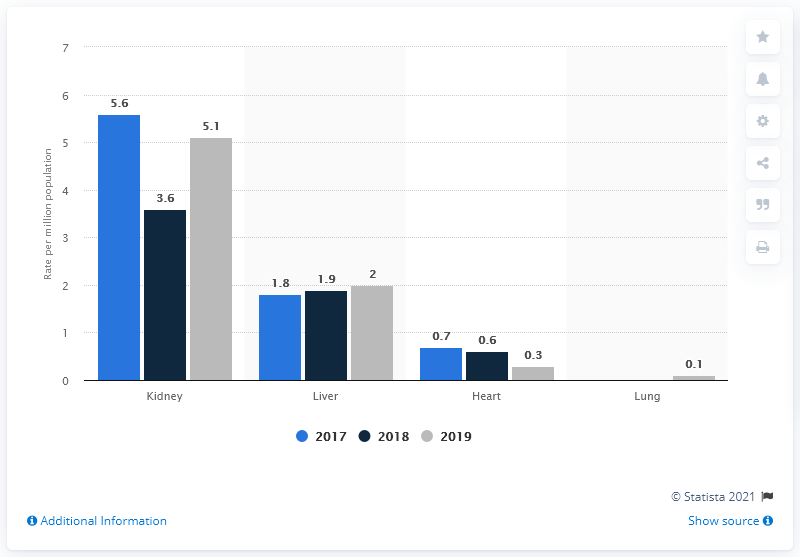 7
6
5
4
3
2
1
0
Rate per million population
5.6
3.6
5.1
1.8
1.9
2
0.7
0.6
0.3
0.1
Kidney
Liver
Heart
Lung
2017
2018
2019
© Statista 2021
Additional Information
Show source